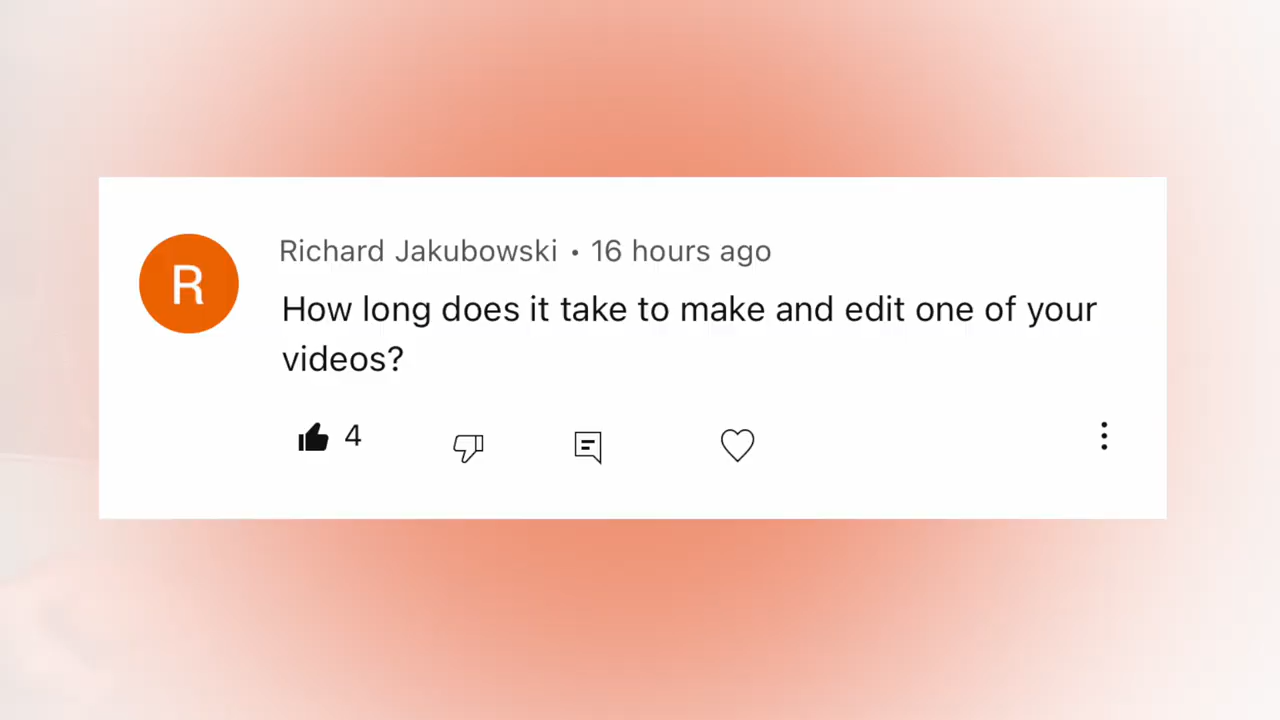 R
Richard Jakubowski • 16 hours ago
How long does it take to make and edit one of your
videos?
4